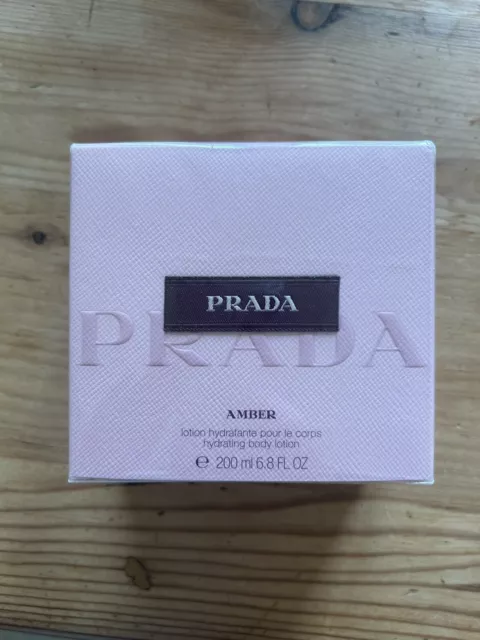 PRADA
PRADA
AMBER
lotion hydratante pour le corps
hydrating body lotion
℮ 200 ml 6.8 FL OZ